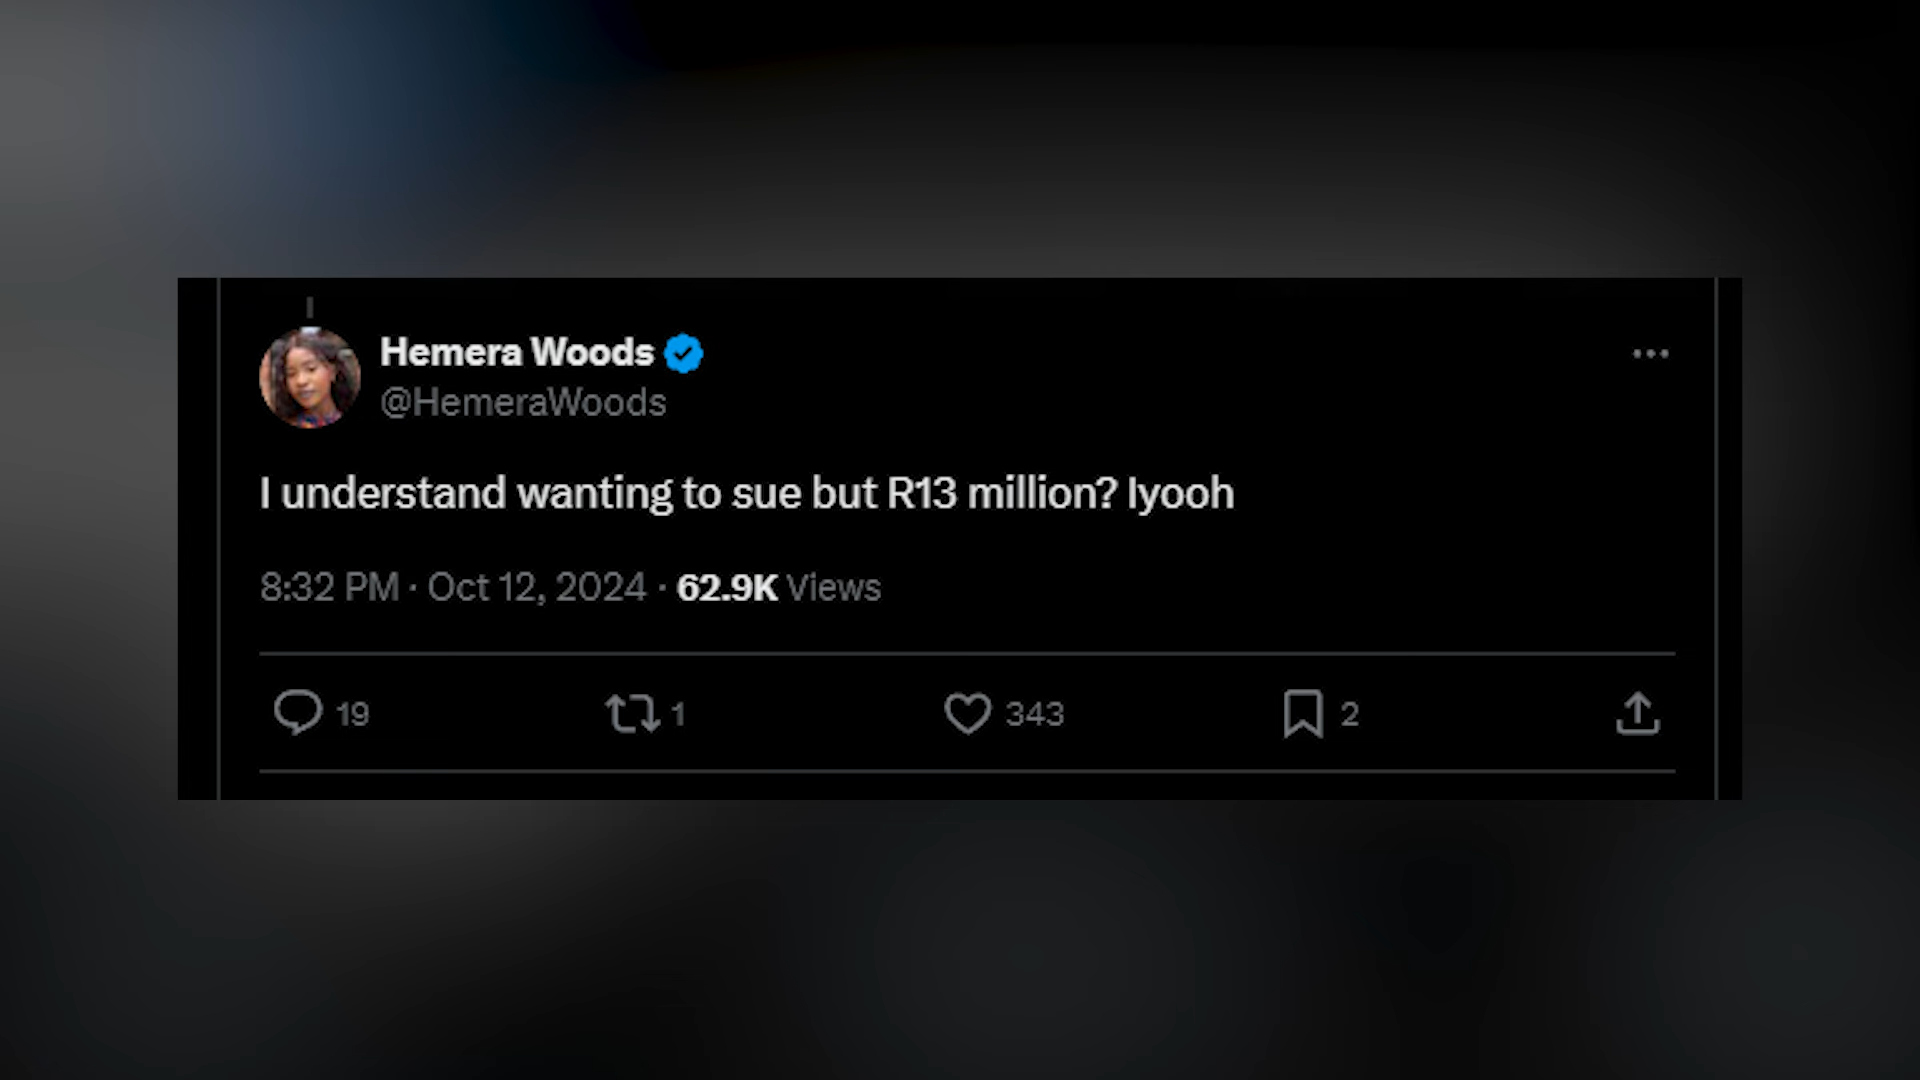 Hemera Woods
@HemeraWoods
I understand wanting to sue but R13 million? Iyooh
8:32 PM · Oct 12, 2024 · 62.9K Views
19 1 343 2